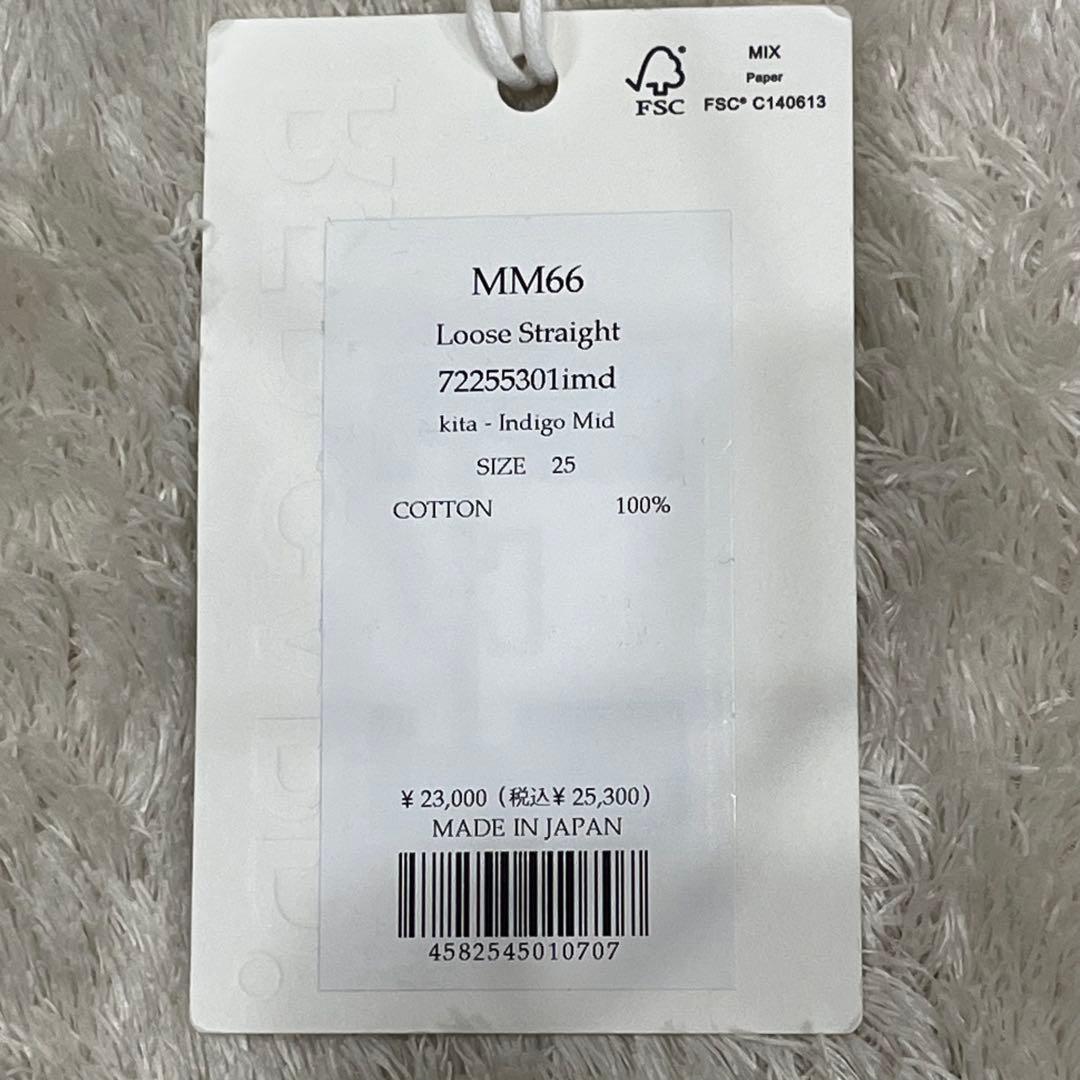 FSC®
MIX
Paper
FSC® C140613
MM66
Loose Straight
72255301imd
kita - Indigo Mid
SIZE 25
COTTON 100%
¥ 23,000 (税込¥ 25,300)
MADE IN JAPAN
4582545010707